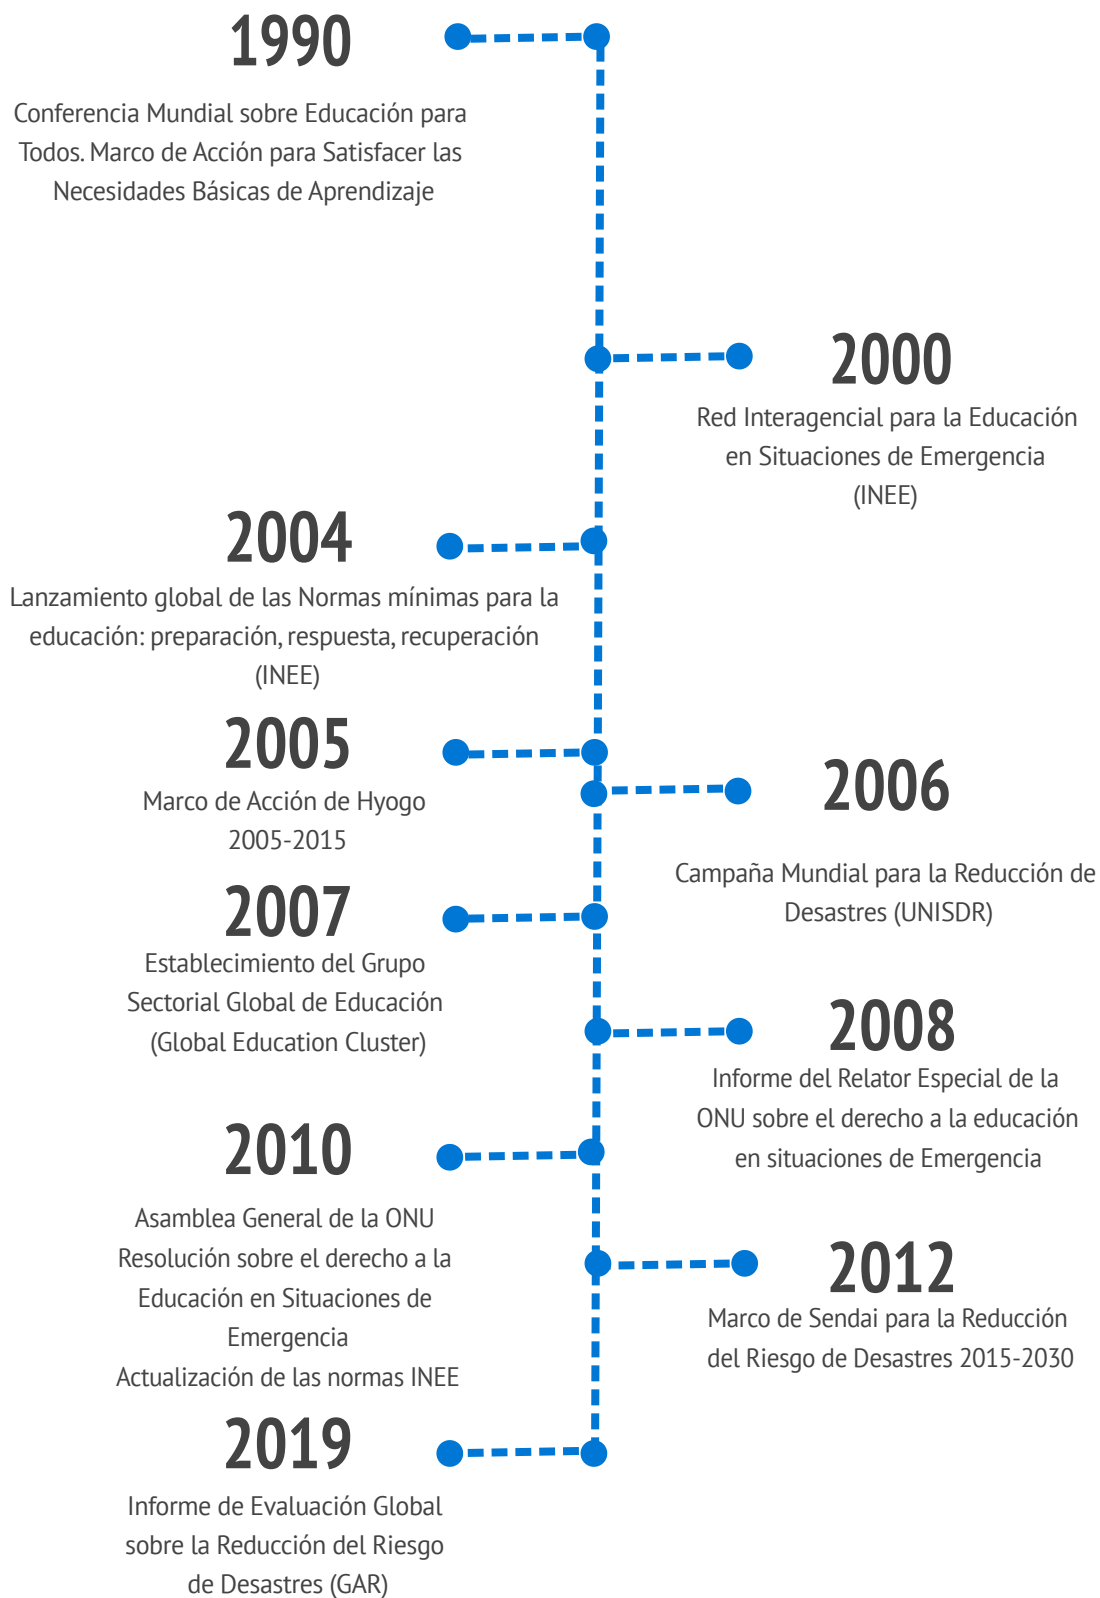 1990
Conferencia Mundial sobre Educación para
Todos. Marco de Acción para Satisfacer las
Necesidades Básicas de Aprendizaje
2000
Red Interagencial para la Educación
en Situaciones de Emergencia
(INEE)
2004
Lanzamiento global de las Normas mínimas para la
educación: preparación, respuesta, recuperación
(INEE)
2005
Marco de Acción de Hyogo
2005-2015
2006
Campaña Mundial para la Reducción de
Desastres (UNISDR)
2007
Establecimiento del Grupo
Sectorial Global de Educación
(Global Education Cluster)
2008
Informe del Relator Especial de la
ONU sobre el derecho a la educación
en situaciones de Emergencia
2010
Asamblea General de la ONU
Resolución sobre el derecho a la
Educación en Situaciones de
Emergencia
Actualización de las normas INEE
2012
Marco de Sendai para la Reducción
del Riesgo de Desastres 2015-2030
2019
Informe de Evaluación Global
sobre la Reducción del Riesgo
de Desastres (GAR)